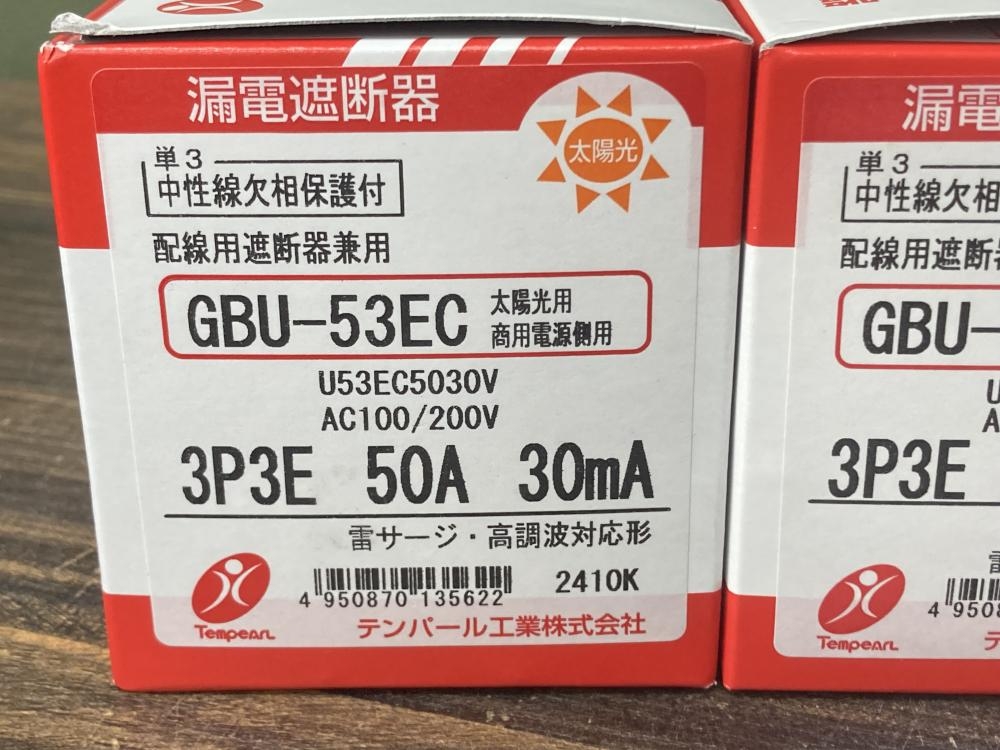 漏電遮断器
太陽光
単3
中性線欠相保護付
配線用遮断器兼用
GBU-53EC
太陽光用
商用電源側用
U53EC5030V
AC100/200V
3P3E 50A 30mA
雷サージ・高調波対応形
4 950870 135622
2410K
Tempearl
テンパール工業株式会社
漏電
単3
中性線欠相
配線用遮断
GBU-
U
A
3P3E
雷
4 9508
Tempearl
テ